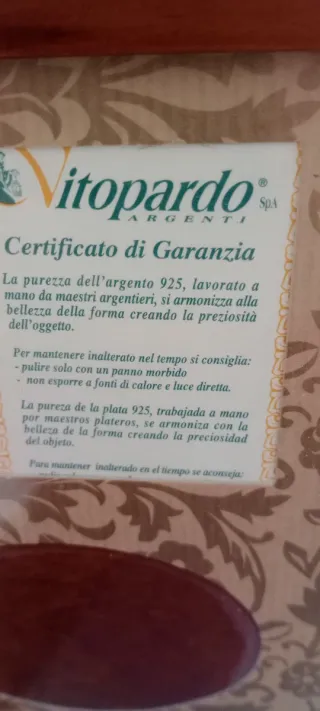 Vitopardo® SpA
ARGENTI
Certificato di Garanzia
La purezza dell'argento 925, lavorato a
mano da maestri argentieri, si armonizza alla
bellezza della forma creando la preziosità
dell'oggetto.
Per mantenere inalterato nel tempo si consiglia:
- pulire solo con un panno morbido
- non esporre a fonti di calore e luce diretta.
La pureza de la plata 925, trabajada a mano
por maestros plateros, se armoniza con la
belleza de la forma creando la preciosidad
del objeto.
Para mantener inalterado en el tiempo se aconseja: